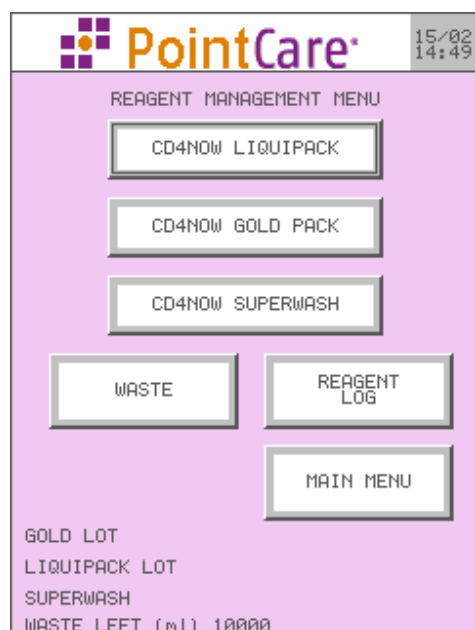 PointCare
15/02
14:49
REAGENT MANAGEMENT MENU
CD4NOW LIQUIPACK
CD4NOW GOLD PACK
CD4NOW SUPERWASH
WASTE
REAGENT
LOG
MAIN MENU
GOLD LOT
LIQUIPACK LOT
SUPERWASH
WASTE LEFT (ml) 10000